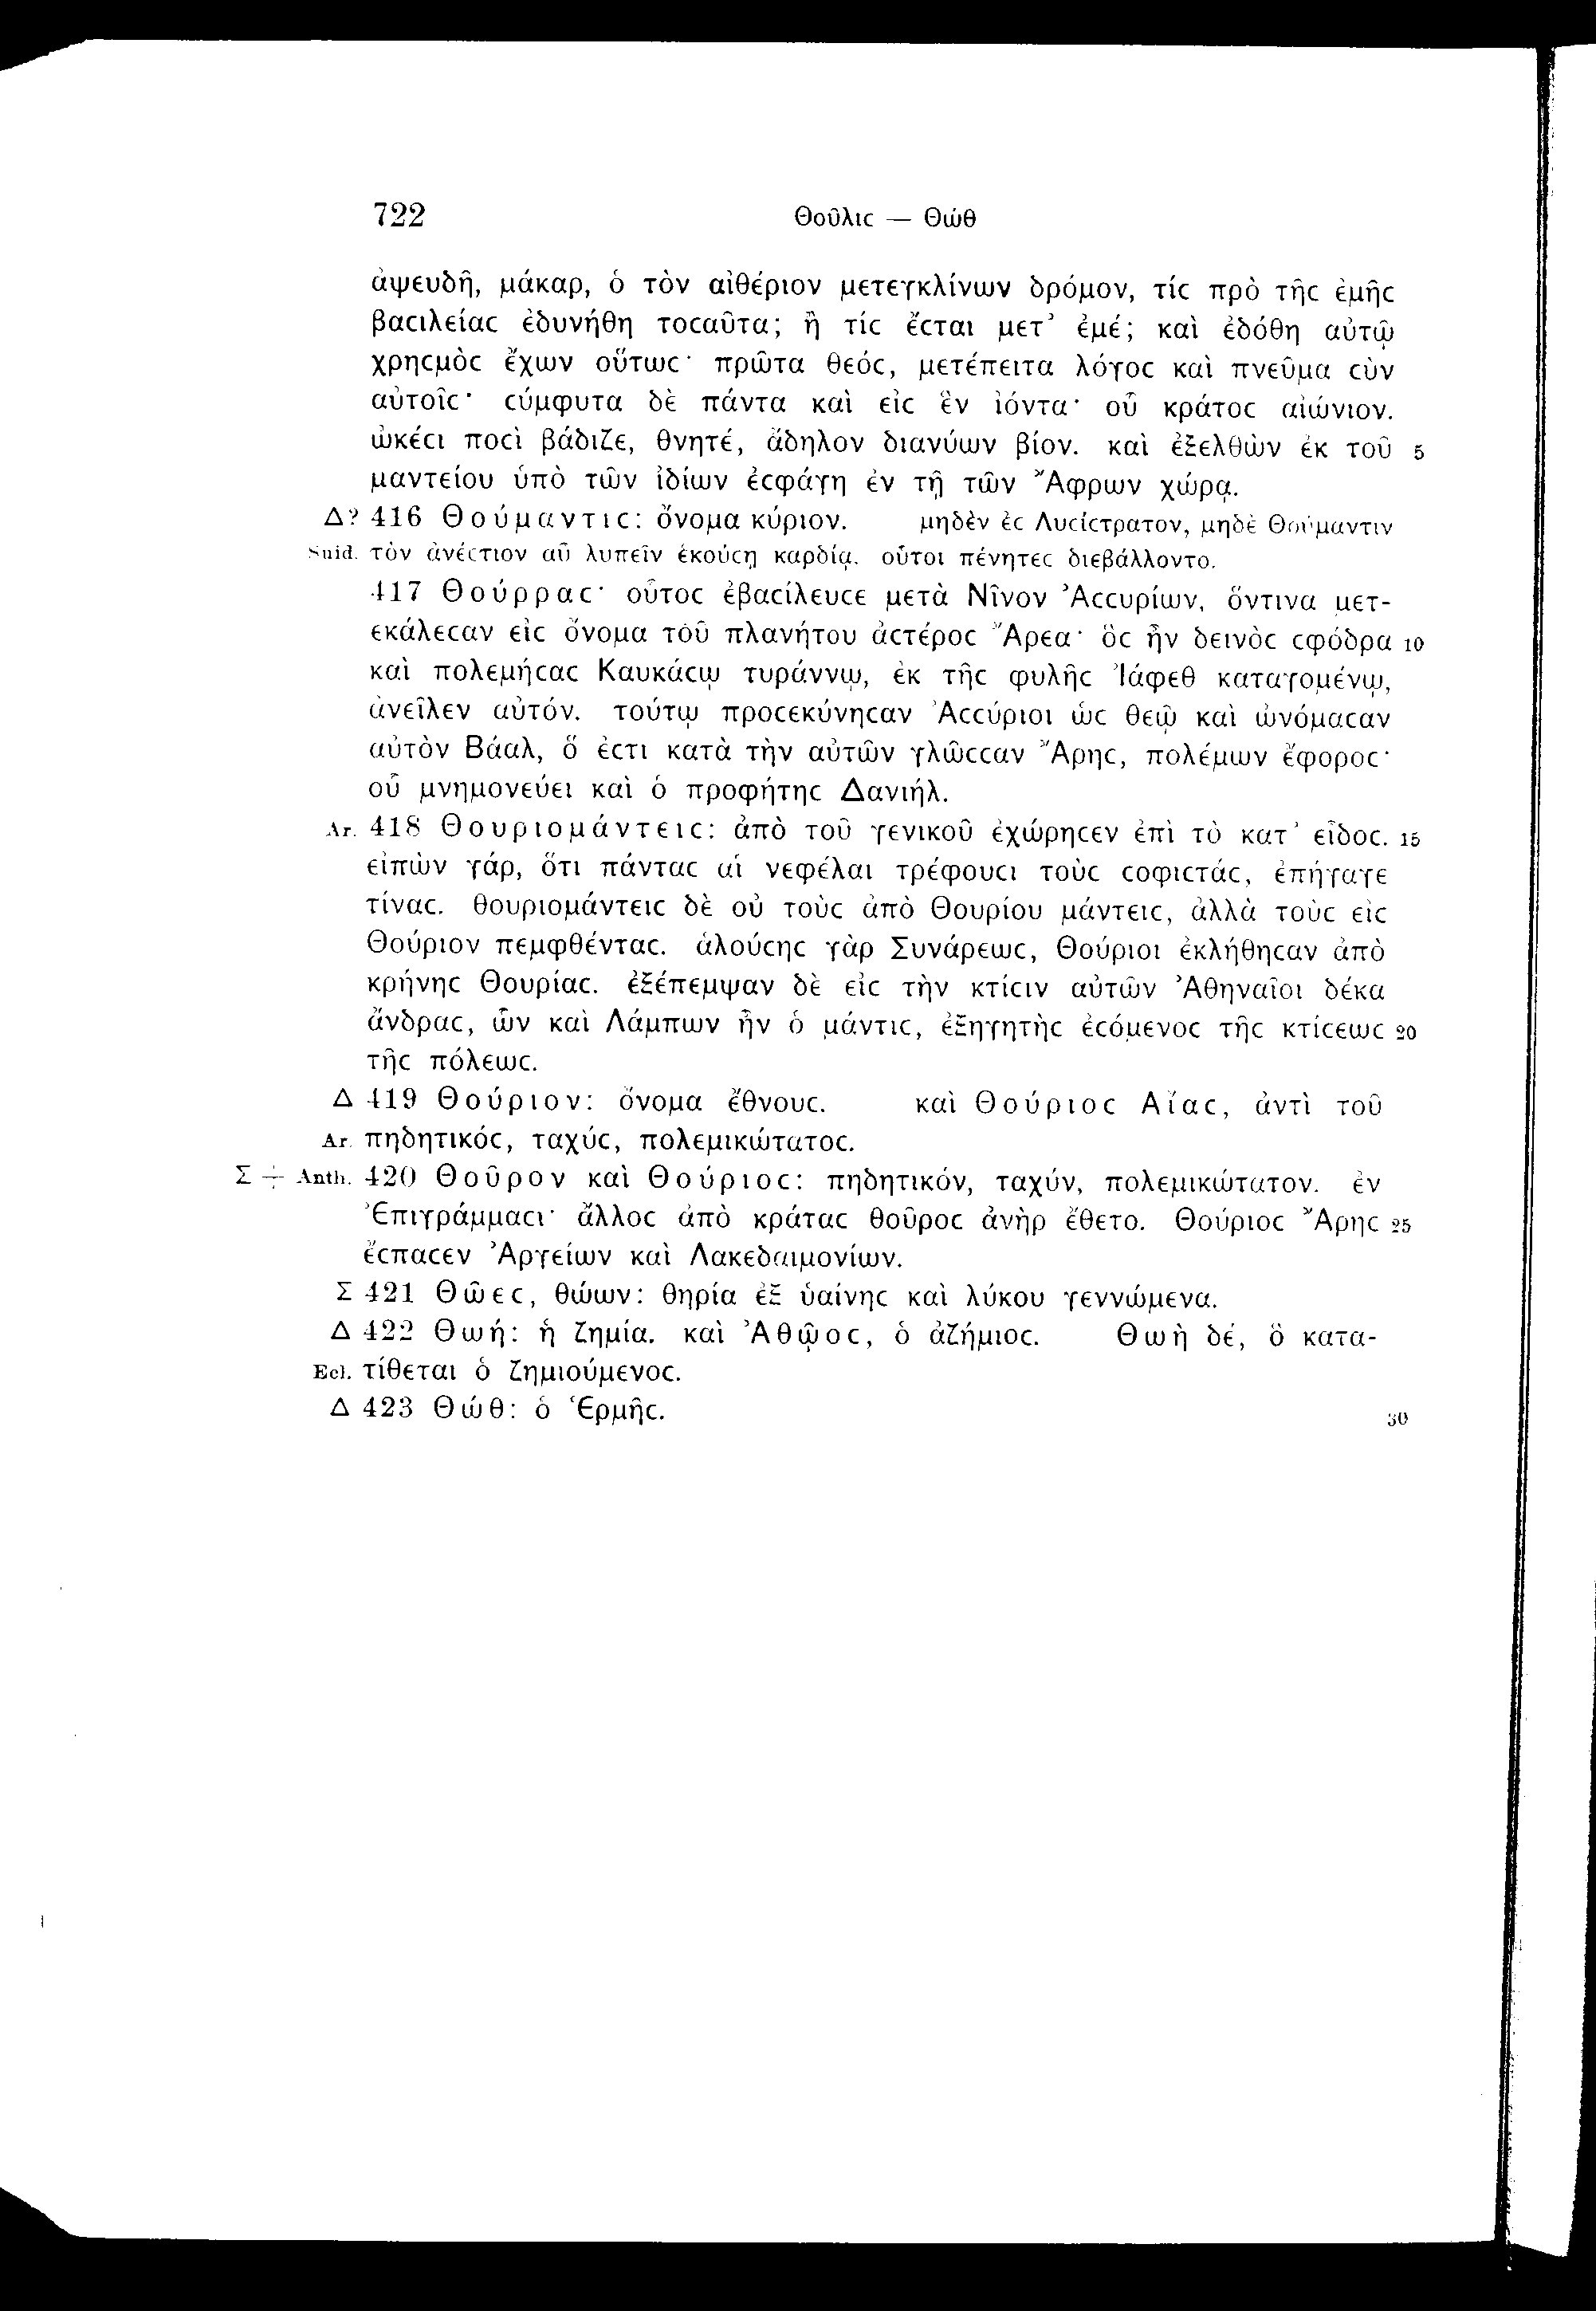 722 Θοῦλιϲ — Θώθ
ἀψευδῆ, μάκαρ, ὁ τὸν αἰθέριον μετεγκλίνων δρόμον, τίϲ πρὸ τῆϲ ἐμῆϲ
βαϲιλείαϲ ἐδυνήθη τοϲαῦτα; ἢ τίϲ ἔϲται μετ’ ἐμέ; καὶ ἐδόθη αὐτῷ
χρηϲμὸϲ ἔχων οὕτωϲ· πρῶτα θεόϲ, μετέπειτα λόγοϲ καὶ πνεῦμα ϲὺν
αὐτοῖϲ· ϲύμφυτα δὲ πάντα καὶ εἰϲ ἓν ἰόντα· οὗ κράτοϲ αἰώνιον.
ὠκέϲι ποϲὶ βάδιζε, θνητέ, ἄδηλον διανύων βίον. καὶ ἐξελθὼν ἐκ τοῦ 5
μαντείου ὑπὸ τῶν ἰδίων ἐϲφάγη ἐν τῇ τῶν Ἄφρων χώρᾳ.
Δ? 416 Θούμαντιϲ: ὄνομα κύριον. μηδὲν ἐϲ Λυϲίϲτρατον, μηδὲ Θούμαντιν
Suid. τὸν ἀνέϲτιον αὖ λυπεῖν ἑκούϲῃ καρδίᾳ. οὗτοι πένητεϲ διεβάλλοντο.
417 Θούρραϲ· οὗτοϲ ἐβαϲίλευϲε μετὰ Νῖνον Ἀϲϲυρίων, ὅντινα μετ-
εκάλεϲαν εἰϲ ὄνομα τοῦ πλανήτου ἀϲτέροϲ Ἄρεα· ὃϲ ἦν δεινὸϲ ϲφόδρα 10
καὶ πολεμήϲαϲ Καυκάϲῳ τυράννῳ, ἐκ τῆϲ φυλῆϲ Ἰάφεθ καταγομένῳ,
ἀνεῖλεν αὐτόν. τούτῳ προϲεκύνηϲαν Ἀϲϲύριοι ὡϲ θεῷ καὶ ὠνόμαϲαν
αὐτὸν Βάαλ, ὅ ἐϲτι κατὰ τὴν αὐτῶν γλῶϲϲαν Ἄρηϲ, πολέμων ἔφοροϲ·
οὗ μνημονεύει καὶ ὁ προφήτηϲ Δανιήλ.
Ar. 418 Θουριομάντειϲ: ἀπὸ τοῦ γενικοῦ ἐχώρηϲεν ἐπὶ τὸ κατ’ εἶδοϲ. 15
εἰπὼν γάρ, ὅτι πάνταϲ αἱ νεφέλαι τρέφουϲι τοὺϲ ϲοφιϲτάϲ, ἐπήγαγε
τίναϲ. θουριομάντειϲ δὲ οὐ τοὺϲ ἀπὸ Θουρίου μάντειϲ, ἀλλὰ τοὺϲ εἰϲ
Θούριον πεμφθένταϲ. ἁλούϲηϲ γὰρ Συνάρεωϲ, Θούριοι ἐκλήθηϲαν ἀπὸ
κρήνηϲ Θουρίαϲ. ἐξέπεμψαν δὲ εἰϲ τὴν κτίϲιν αὐτῶν Ἀθηναῖοι δέκα
ἄνδραϲ, ὧν καὶ Λάμπων ἦν ὁ μάντιϲ, ἐξηγητὴϲ ἐϲόμενοϲ τῆϲ κτίϲεωϲ 20
τῆϲ πόλεωϲ.
Δ 419 Θούριον: ὄνομα ἔθνουϲ. καὶ Θούριοϲ Αἴαϲ, ἀντὶ τοῦ
Ar. πηδητικόϲ, ταχύϲ, πολεμικώτατοϲ.
Σ ÷ Anth. 420 Θοῦρον καὶ Θούριοϲ: πηδητικόν, ταχύν, πολεμικώτατον. ἐν
Ἐπιγράμμαϲι· ἄλλοϲ ἀπὸ κράταϲ θοῦροϲ ἀνὴρ ἔθετο. Θούριοϲ Ἄρηϲ 25
ἔϲπαϲεν Ἀργείων καὶ Λακεδαιμονίων.
Σ 421 Θῶεϲ, θώων: θηρία ἐξ ὑαίνηϲ καὶ λύκου γεννώμενα.
Δ 422 Θωή: ἡ ζημία. καὶ Ἀθῷοϲ, ὁ ἀζήμιοϲ. Θωὴ δέ, ὃ κατα-
Ecl. τίθεται ὁ ζημιούμενοϲ.
Δ 423 Θώθ: ὁ Ἑρμῆϲ. 30